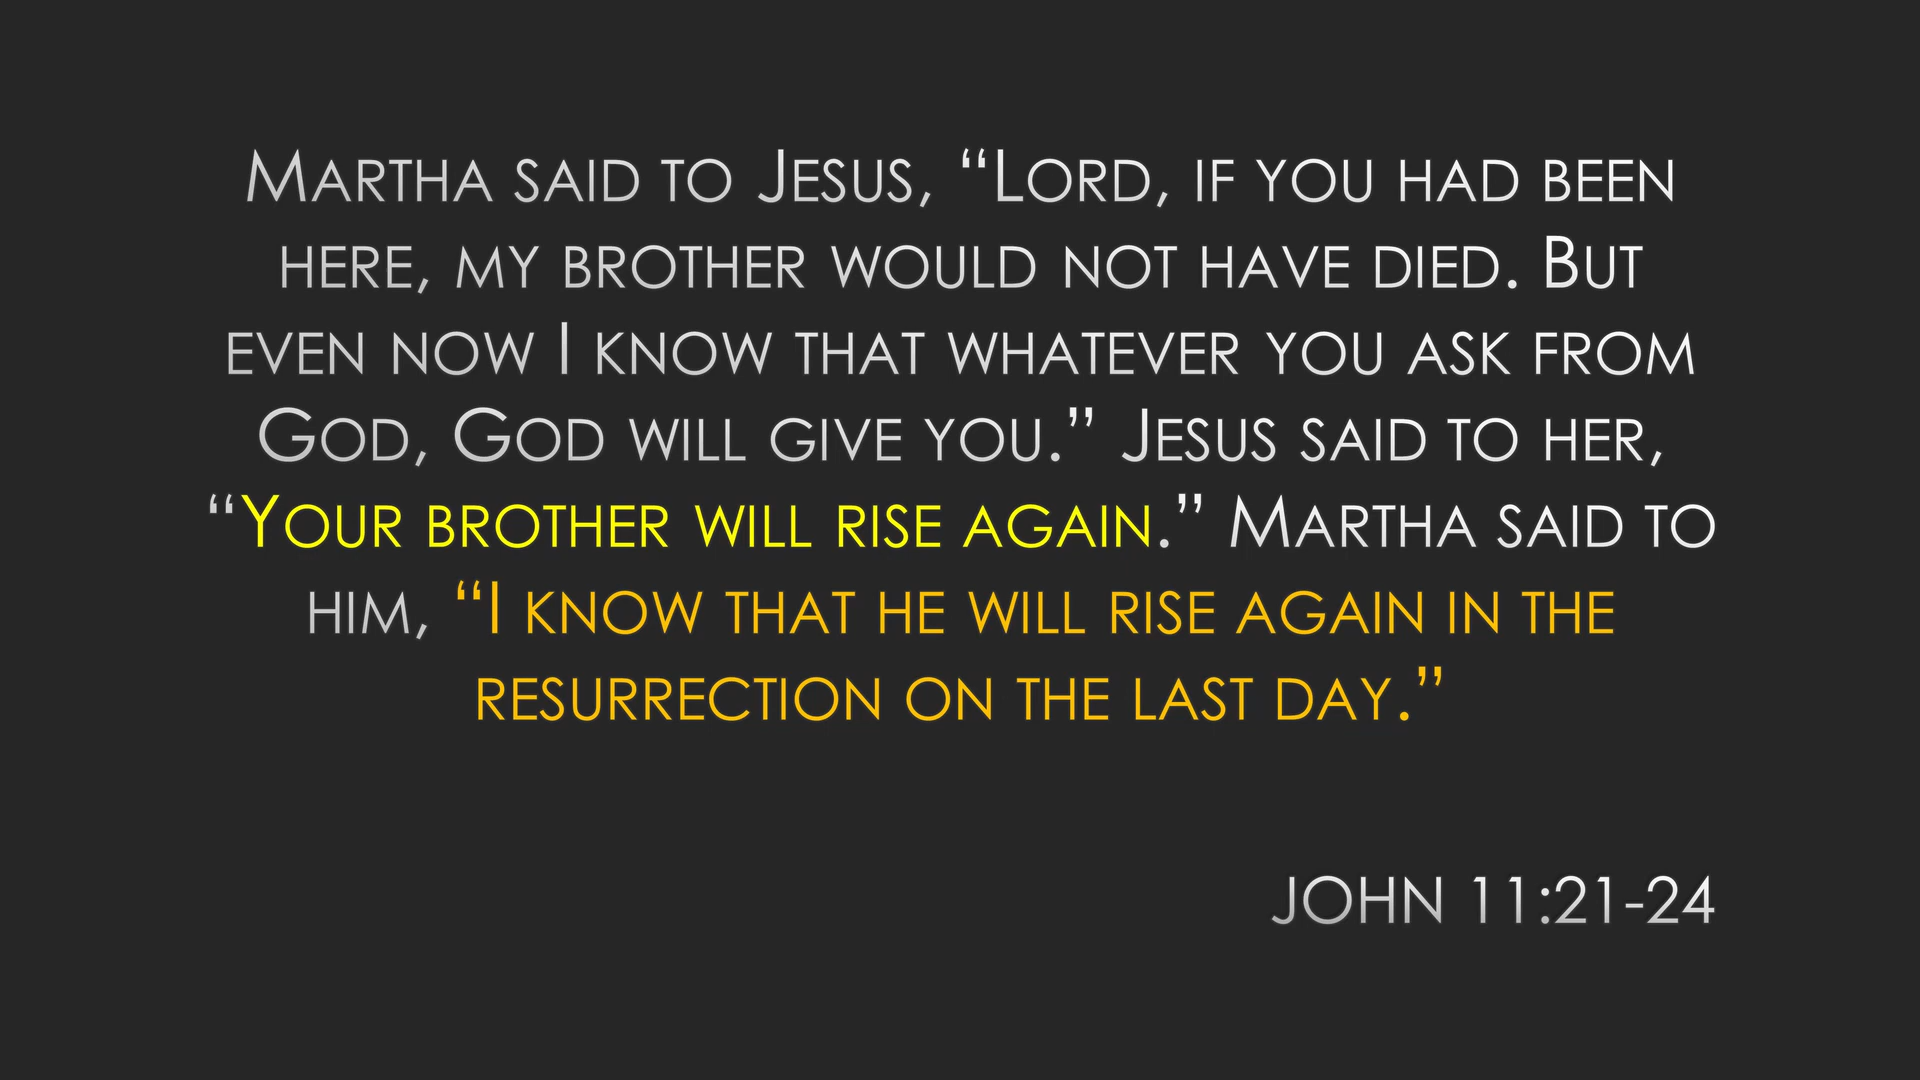 Martha said to Jesus, “Lord, if you had been
here, my brother would not have died. But
even now I know that whatever you ask from
God, God will give you.” Jesus said to her,
“Your brother will rise again.” Martha said to
him, “I know that he will rise again in the
resurrection on the last day.”
JOHN 11:21-24